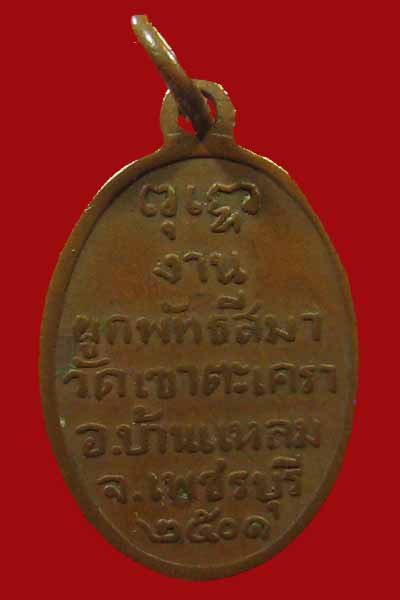 งาน
ผูกพัทธสีมา
วัดเขาตะเครา
อ.บ้านแหลม
จ.เพชรบุรี
๒๕๐๑